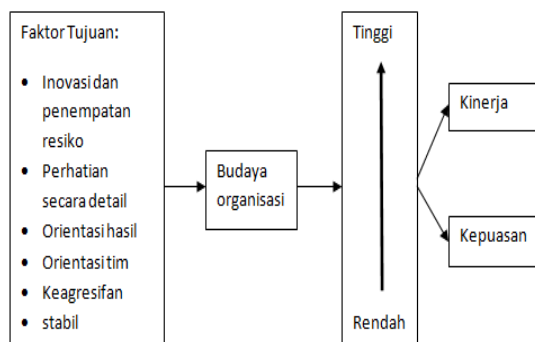 Faktor Tujuan:
• Inovasi dan
penempatan
resiko
• Perhatian
secara detail
• Orientasi hasil
• Orientasi tim
• Keagresifan
• stabil
Budaya
organisasi
Tinggi
Rendah
Kinerja
Kepuasan